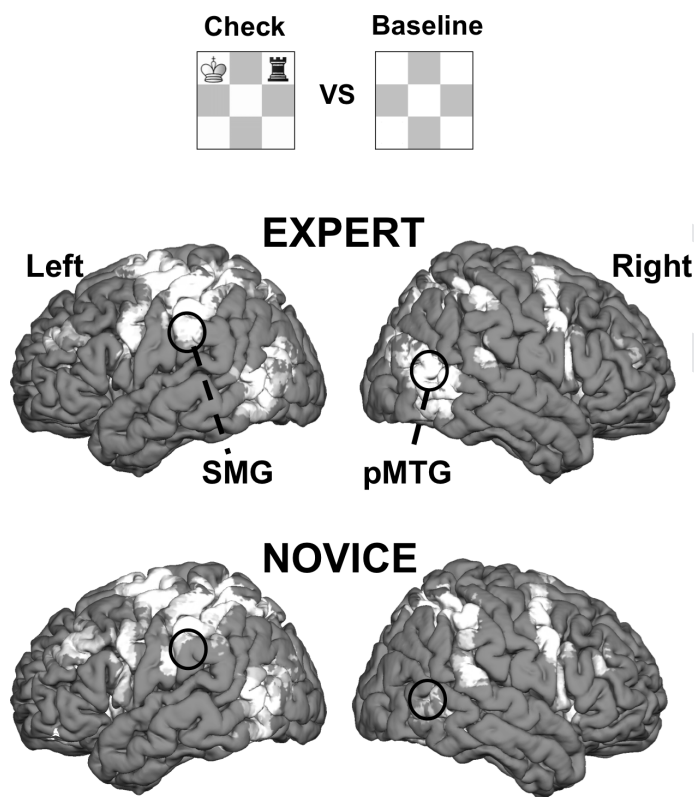 Check
Baseline
VS
EXPERT
Left
Right
SMG
pMTG
NOVICE